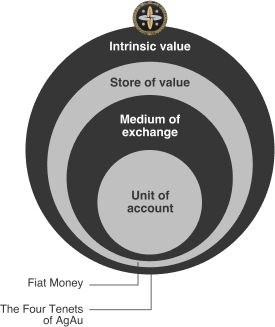 Intrinsic value
Store of value
Medium of
exchange
Unit of
account
Fiat Money
The Four Tenets
of AgAu